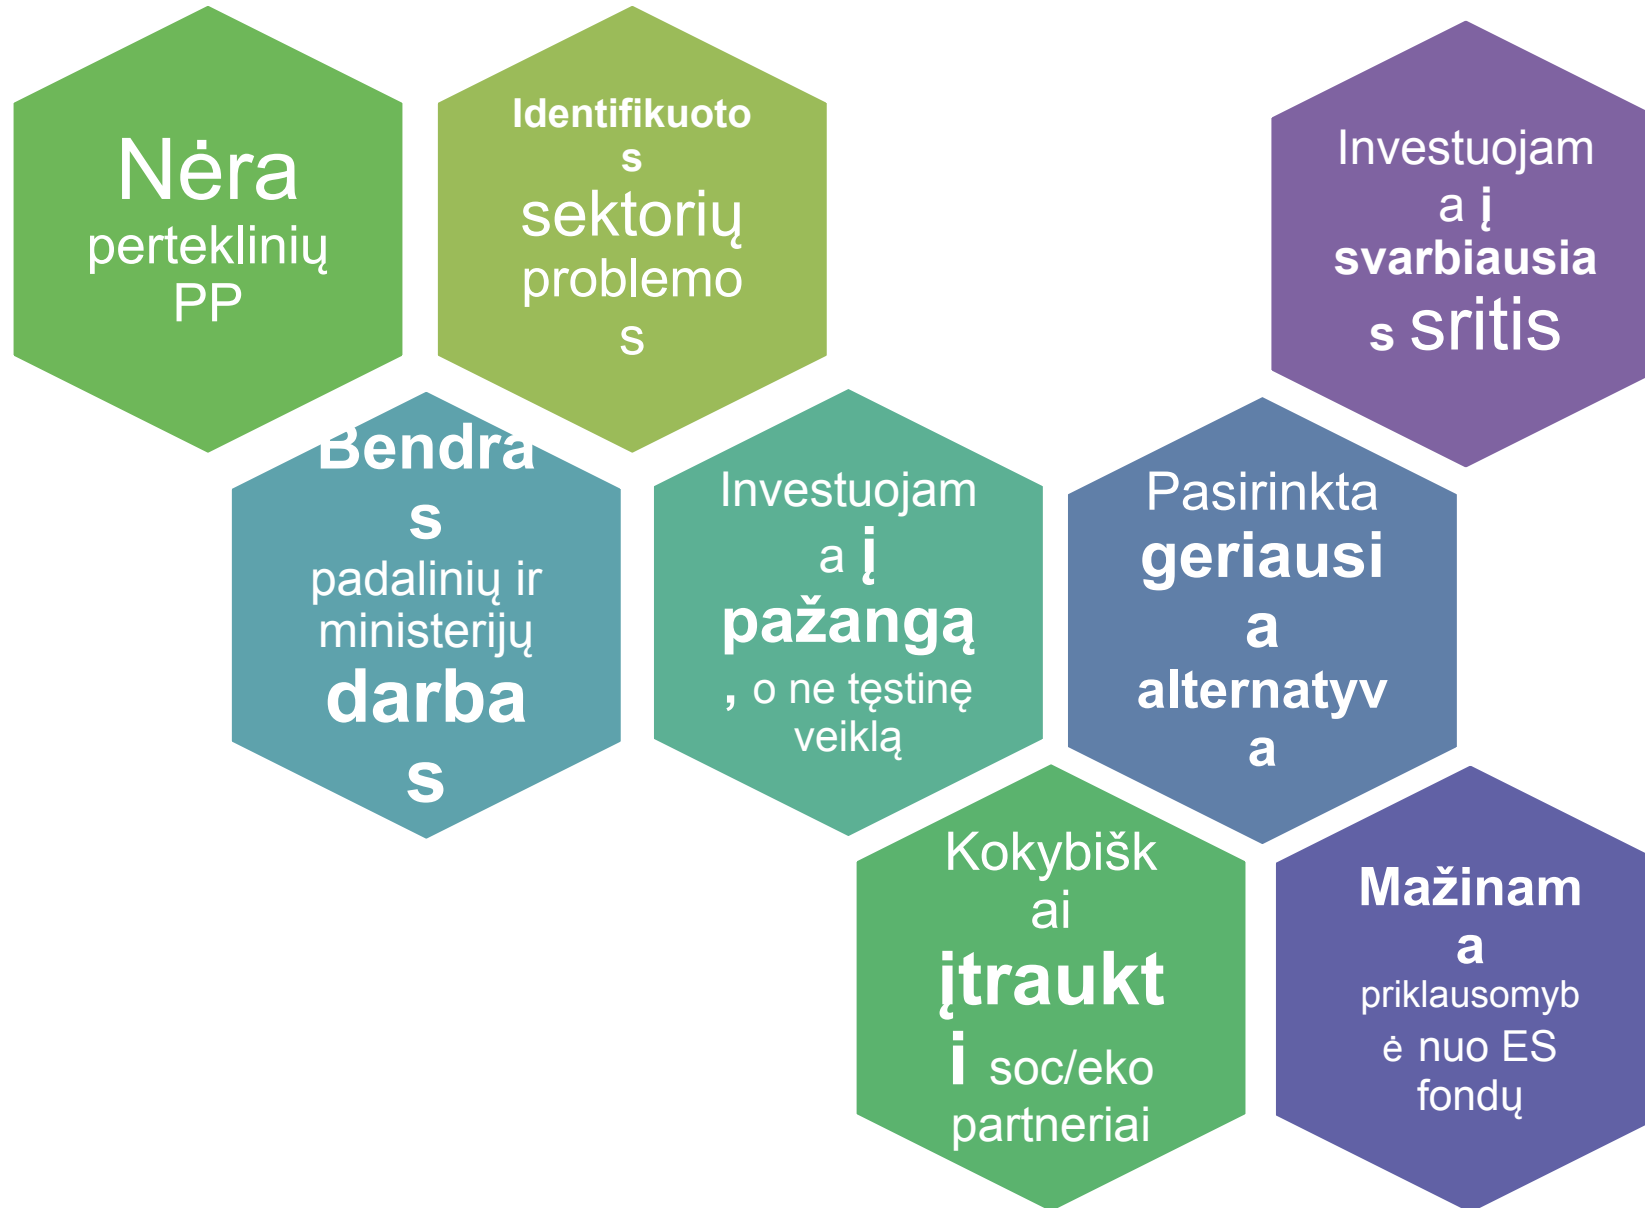 Nėra
perteklinių
PP
Identifikuoto
s
sektorių
problemo
s
Investuojam
a į
svarbiausia
s sritis
Bendra
s
padalinių ir
ministerijų
darba
s
Investuojam
a į
pažangą
, o ne tęstinę
veiklą
Pasirinkta
geriausi
a
alternatyv
a
Kokybišk
ai
įtraukt
i soc/eko
partneriai
Mažinam
a
priklausomyb
ė nuo ES
fondų